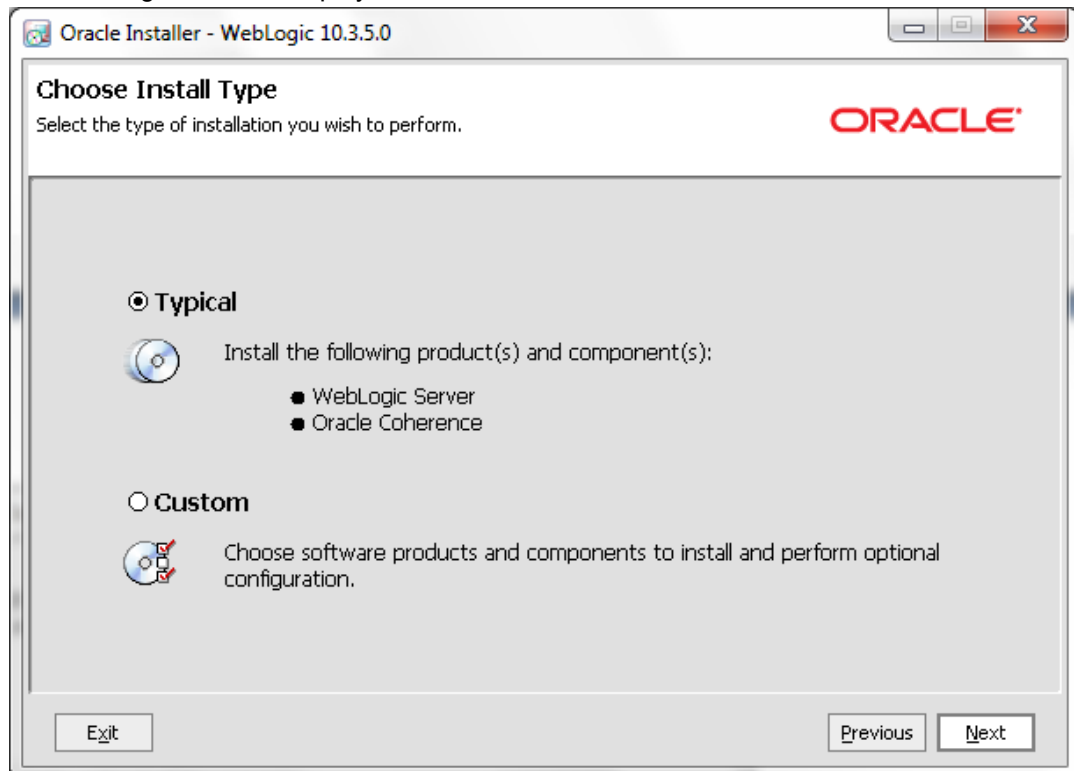 Oracle Installer - WebLogic 10.3.5.0
Choose Install Type
Select the type of installation you wish to perform.
ORACLE
Typical
Install the following product(s) and component(s):
● WebLogic Server
● Oracle Coherence
Custom
Choose software products and components to install and perform optional
configuration.
Exit
Previous
Next